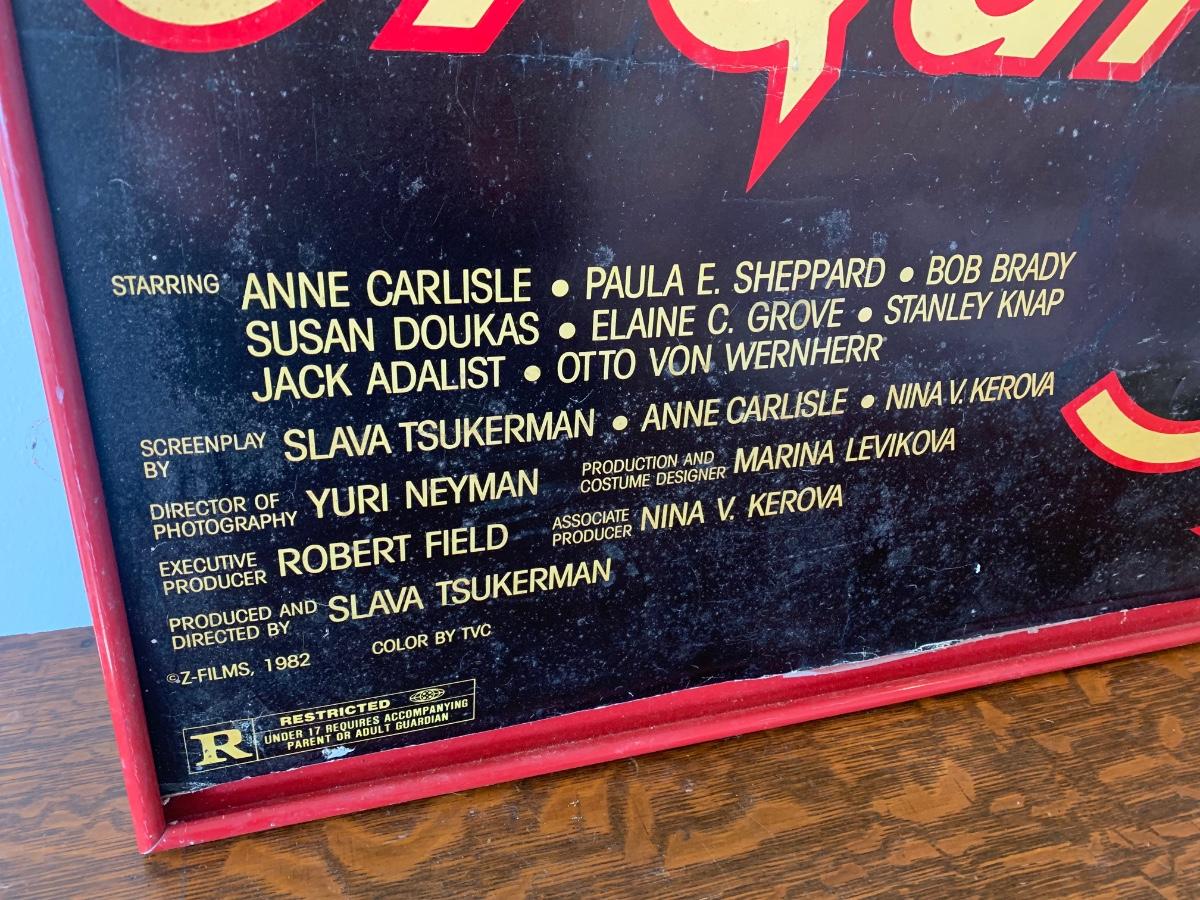 STARRING ANNE CARLISLE • PAULA E. SHEPPARD • BOB BRADY
SUSAN DOUKAS • ELAINE C. GROVE • STANLEY KNAP
JACK ADALIST • OTTO VON WERNHERR
SCREENPLAY BY SLAVA TSUKERMAN • ANNE CARLISLE • NINA V. KEROVA
DIRECTOR OF PHOTOGRAPHY YURI NEYMAN PRODUCTION AND COSTUME DESIGNER MARINA LEVIKOVA
EXECUTIVE PRODUCER ROBERT FIELD ASSOCIATE PRODUCER NINA V. KEROVA
PRODUCED AND DIRECTED BY SLAVA TSUKERMAN
©Z-FILMS, 1982 COLOR BY TVC
R RESTRICTED
UNDER 17 REQUIRES ACCOMPANYING
PARENT OR ADULT GUARDIAN